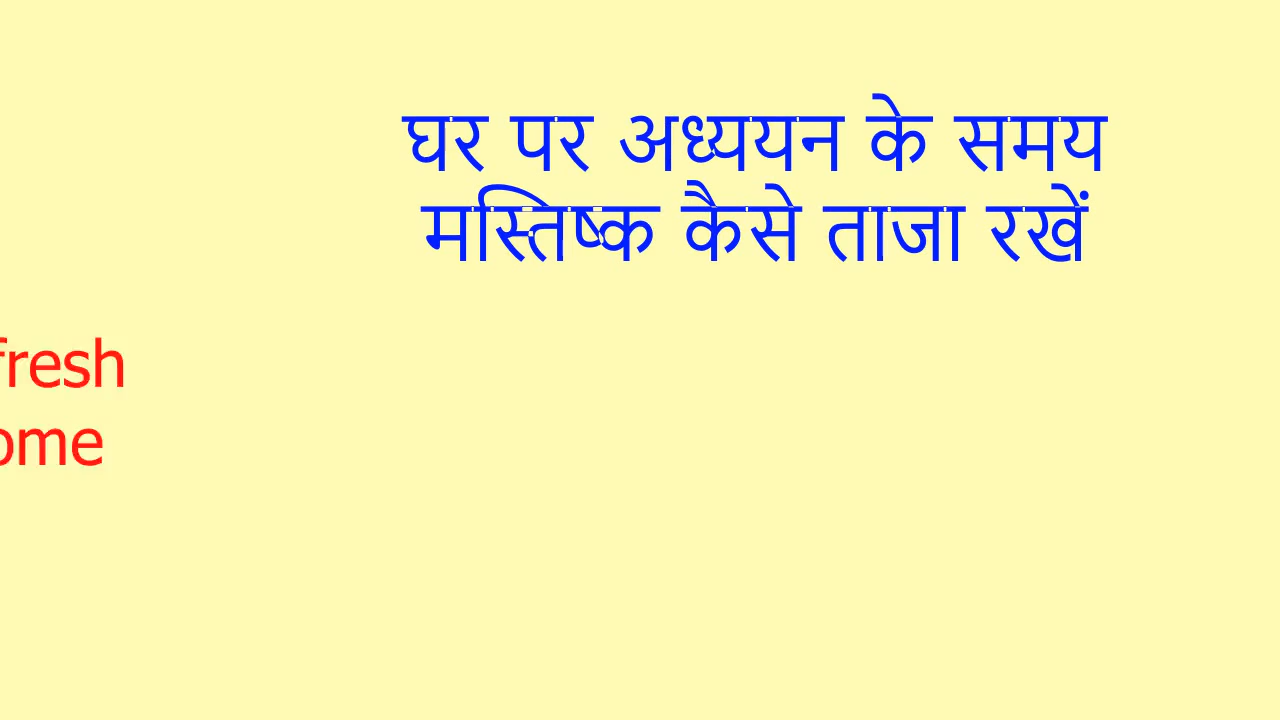 घर पर अध्ययन के समय
मस्तिष्क कैसे ताजा रखें
fresh
ome